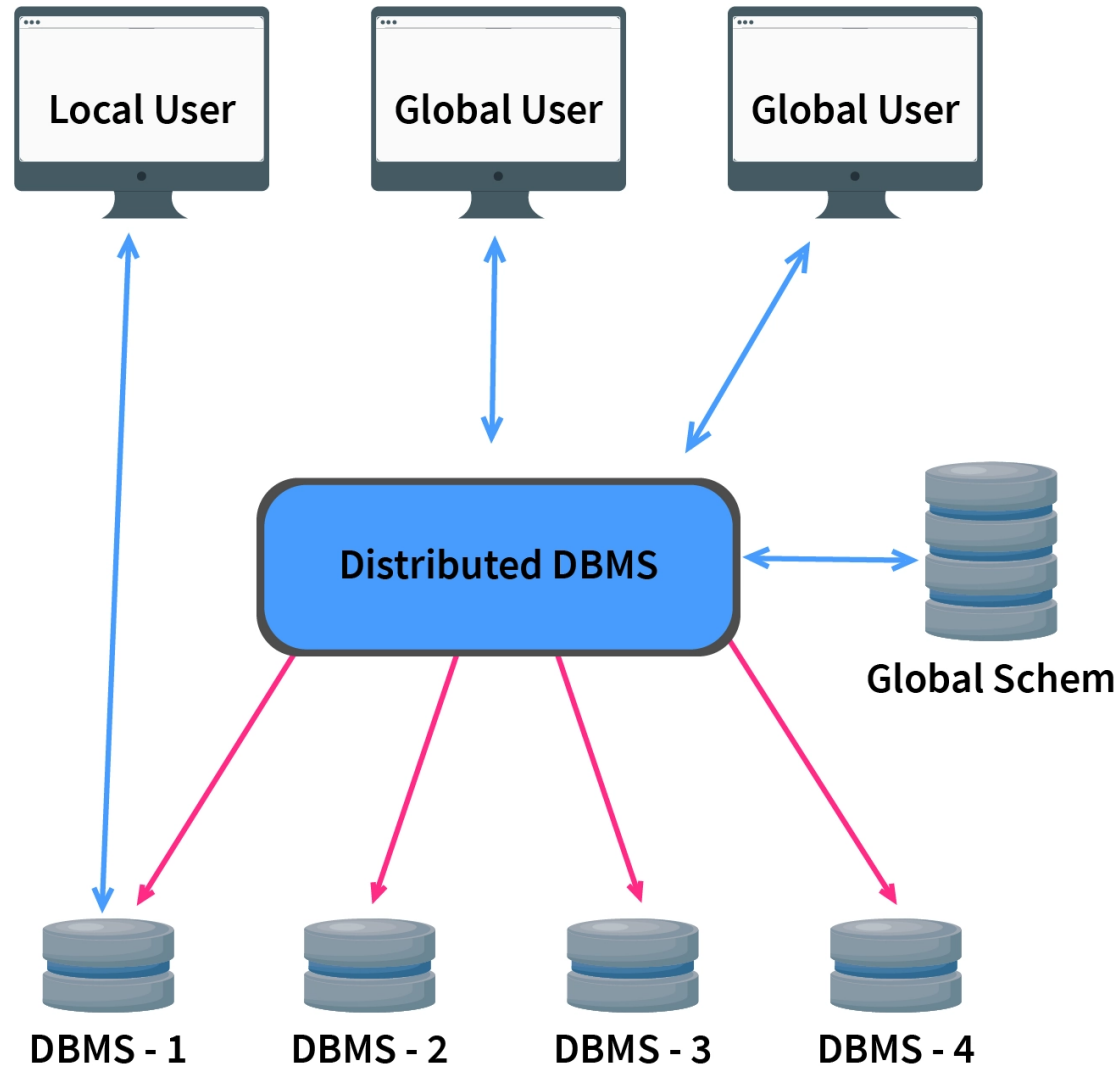 Local User
Global User
Global User
Distributed DBMS
Global Schem
DBMS - 1
DBMS - 2
DBMS - 3
DBMS - 4